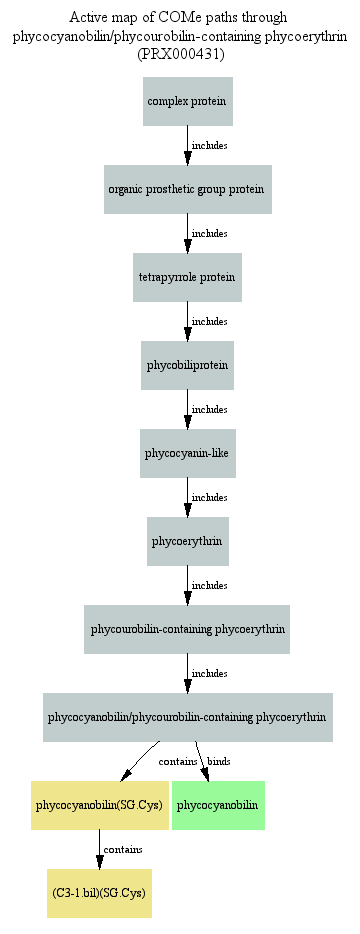 Active map of COMe paths through
phycocyanobilin/phycourobilin-containing phycoerythrin
(PRX000431)
complex protein
includes
organic prosthetic group protein
includes
tetrapyrrole protein
includes
phycobiliprotein
includes
phycocyanin-like
includes
phycoerythrin
includes
phycourobilin-containing phycoerythrin
includes
phycocyanobilin/phycourobilin-containing phycoerythrin
contains binds
phycocyanobilin(SG.Cys) phycocyanobilin
contains
(C3-1.bil)(SG.Cys)